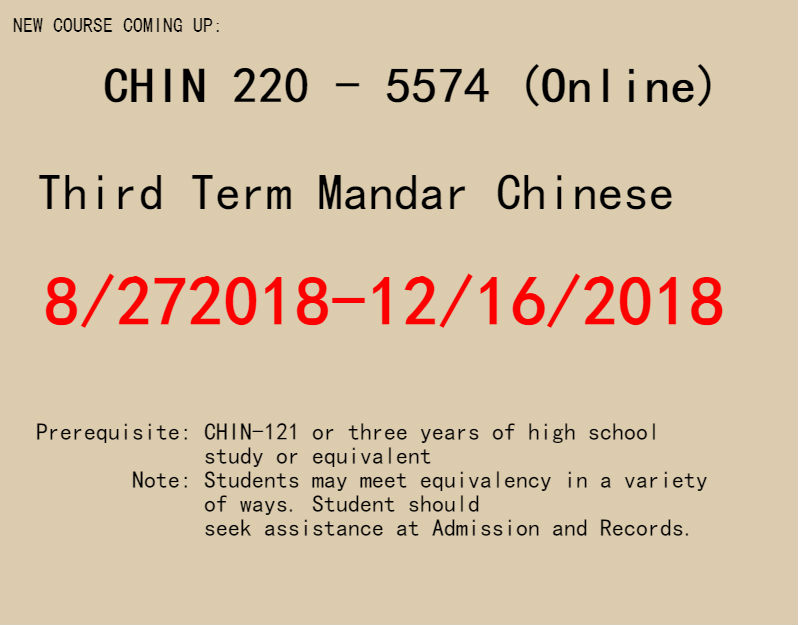 NEW COURSE COMING UP:
CHIN 220 - 5574 (Online)
Third Term Mandar Chinese
8/272018-12/16/2018
Prerequisite: CHIN-121 or three years of high school
study or equivalent
Note: Students may meet equivalency in a variety
of ways. Student should
seek assistance at Admission and Records.